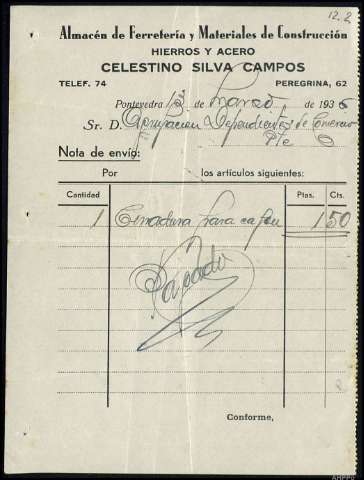 12.2
Almacén de Ferretería y Materiales de Construcción
HIERROS Y ACERO
CELESTINO SILVA CAMPOS
TELEF. 74 PEREGRINA, 62
Pontevedra 13 de Marzo de 1936
Sr. D. Agrupacion Dependientes de Comercio
Pte
Nota de envío:
Por los artículos siguientes:
Cantidad Ptas. Cts.
1 Cerradura para cajon 1 50
Pagado
Conforme,
AHPPO